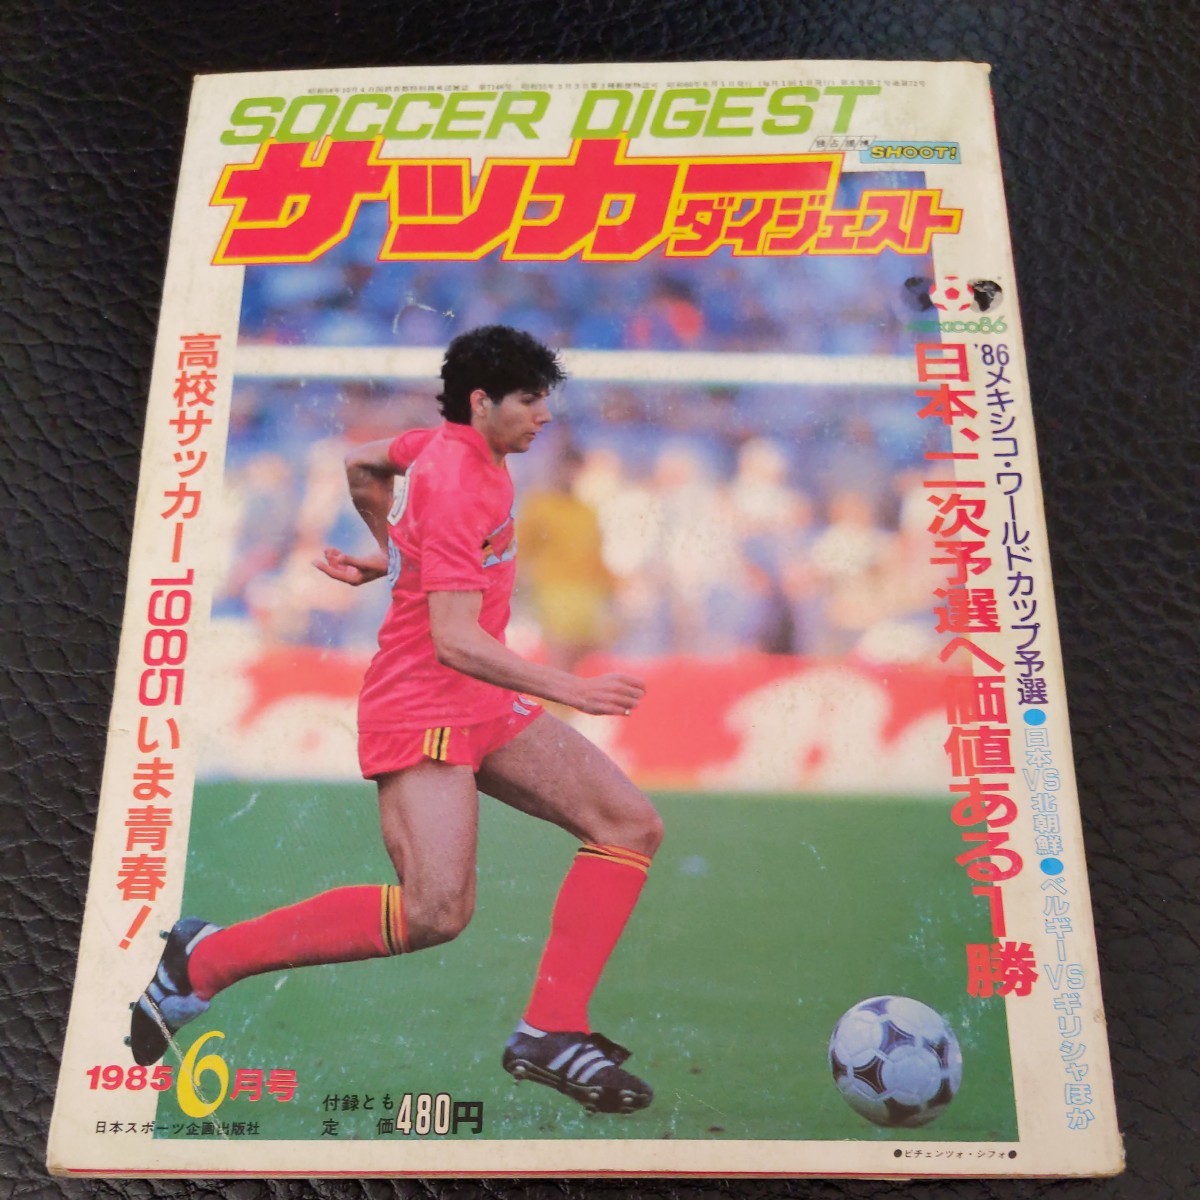 SOCCER DIGEST
サッカーダイジェスト
独占提携
SHOOT!
'86メキシコ・ワールドカップ予選
日本、二次予選へ価値ある1勝
●日本VS北朝鮮●ベルギーVSギリシャほか
高校サッカー1985いま青春!
1985 6月号
付録とも
定価480円
日本スポーツ企画出版社
●ビチェンツォ・シフォ●